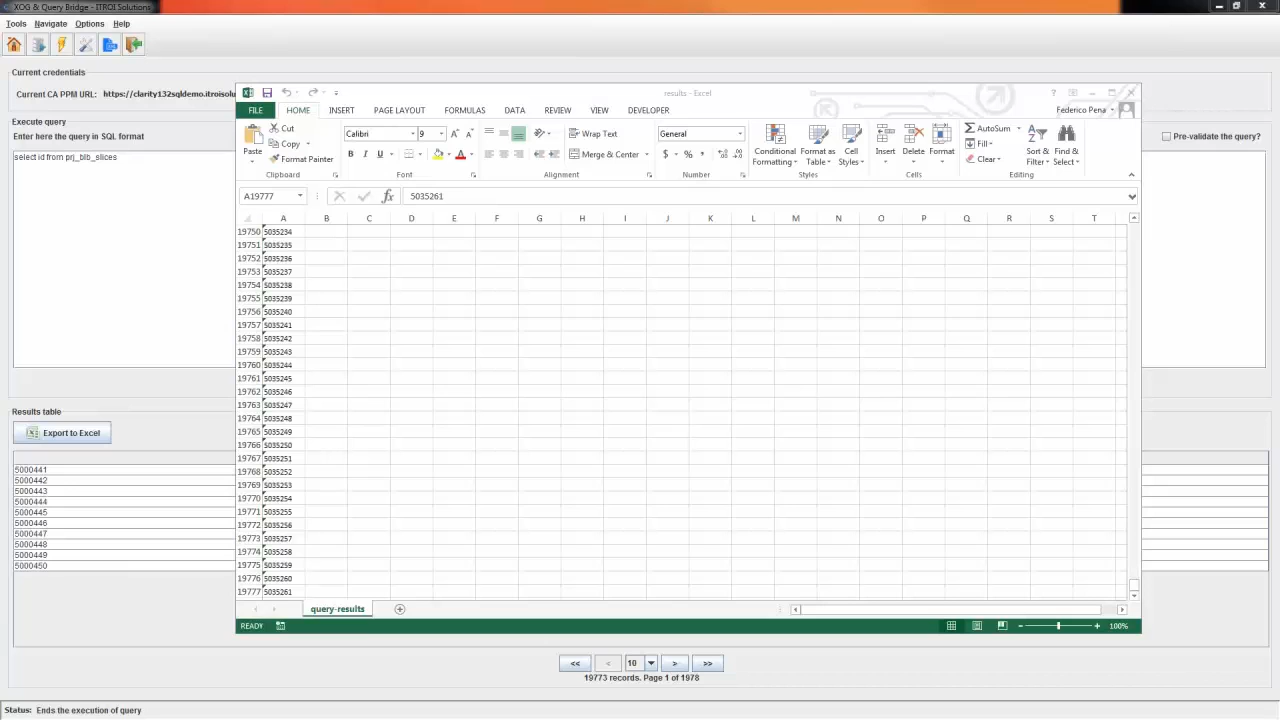 XOG & Query Bridge - ITROI Solutions
Tools Navigate Options Help
Current credentials
Current CA PPM URL: https://clarity132sqldemo.itroisolu
Execute query
Enter here the query in SQL format
Pre-validate the query?
select id from prj_blb_slices
results - Excel
FILE HOME INSERT PAGE LAYOUT FORMULAS DATA REVIEW VIEW DEVELOPER
Federico Pena
Paste
Cut
Copy
Format Painter
Clipboard
Calibri 9
B I U
Font
Wrap Text
Merge & Center
Alignment
General
$ % ,
Number
Conditional Formatting
Format as Table
Cell Styles
Styles
Insert Delete Format
Cells
AutoSum
Fill
Clear
Sort & Filter
Find & Select
Editing
A19777 fx 5035261
A B C D E F G H I J K L M N O P Q R S T
19750 5035234
19751 5035235
19752 5035236
19753 5035237
19754 5035238
19755 5035239
19756 5035240
19757 5035241
19758 5035242
19759 5035243
19760 5035244
19761 5035245
19762 5035246
19763 5035247
19764 5035248
19765 5035249
19766 5035250
19767 5035251
19768 5035252
19769 5035253
19770 5035254
19771 5035255
19772 5035256
19773 5035257
19774 5035258
19775 5035259
19776 5035260
19777 5035261
query-results
READY
100%
Results table
Export to Excel
5000441
5000442
5000443
5000444
5000445
5000446
5000447
5000448
5000449
5000450
<< < 10 > >>
19773 records. Page 1 of 1978
Status: Ends the execution of query